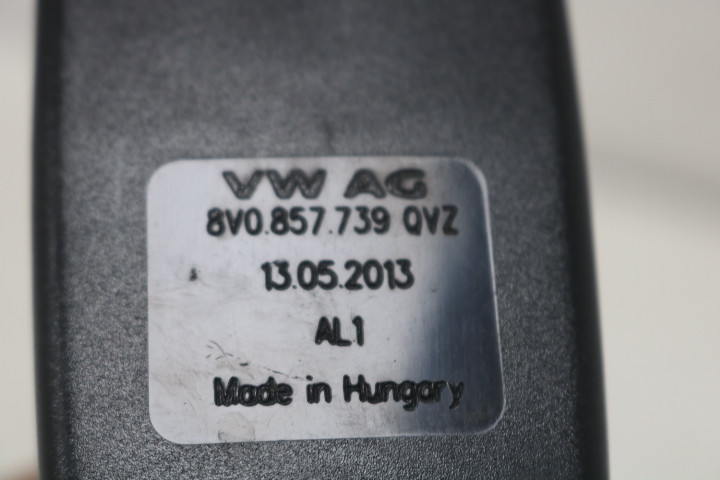 VW AG
8V0.857.739 QVZ
13.05.2013
AL1
Made in Hungary